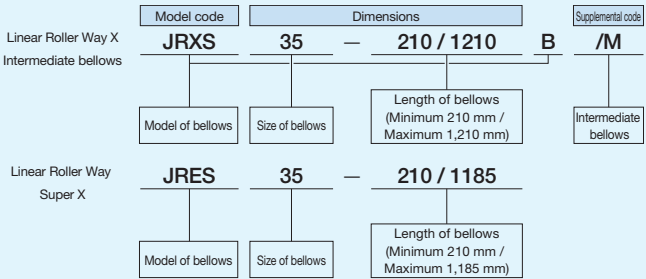 Model code Dimensions Supplemental code
Linear Roller Way X
Intermediate bellows
JRXS 35 — 210 / 1210 B /M
Model of bellows
Size of bellows
Length of bellows
(Minimum 210 mm /
Maximum 1,210 mm)
Intermediate
bellows
Linear Roller Way
Super X
JRES 35 — 210 / 1185
Model of bellows
Size of bellows
Length of bellows
(Minimum 210 mm /
Maximum 1,185 mm)